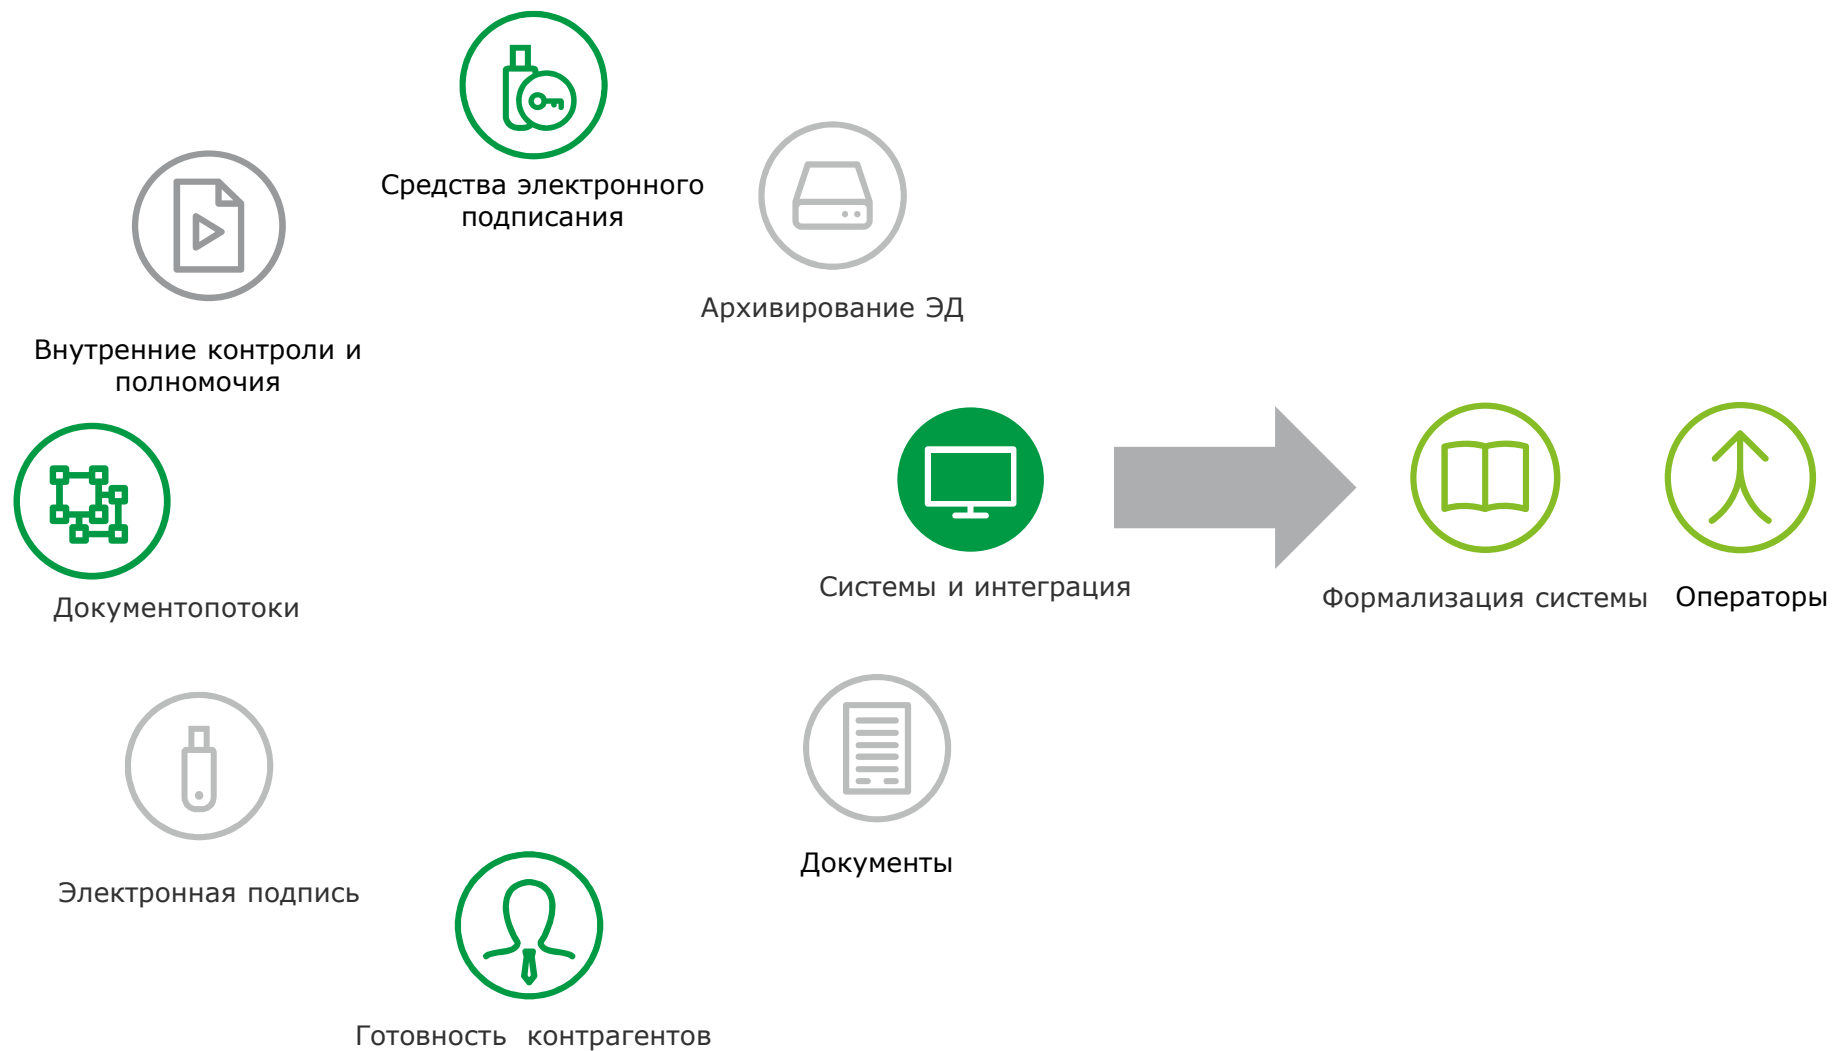 Средства электронного
подписания
Архивирование ЭД
Внутренние контроли и
полномочия
Системы и интеграция
Формализация системы
Операторы
Документопотоки
Документы
Электронная подпись
Готовность контрагентов